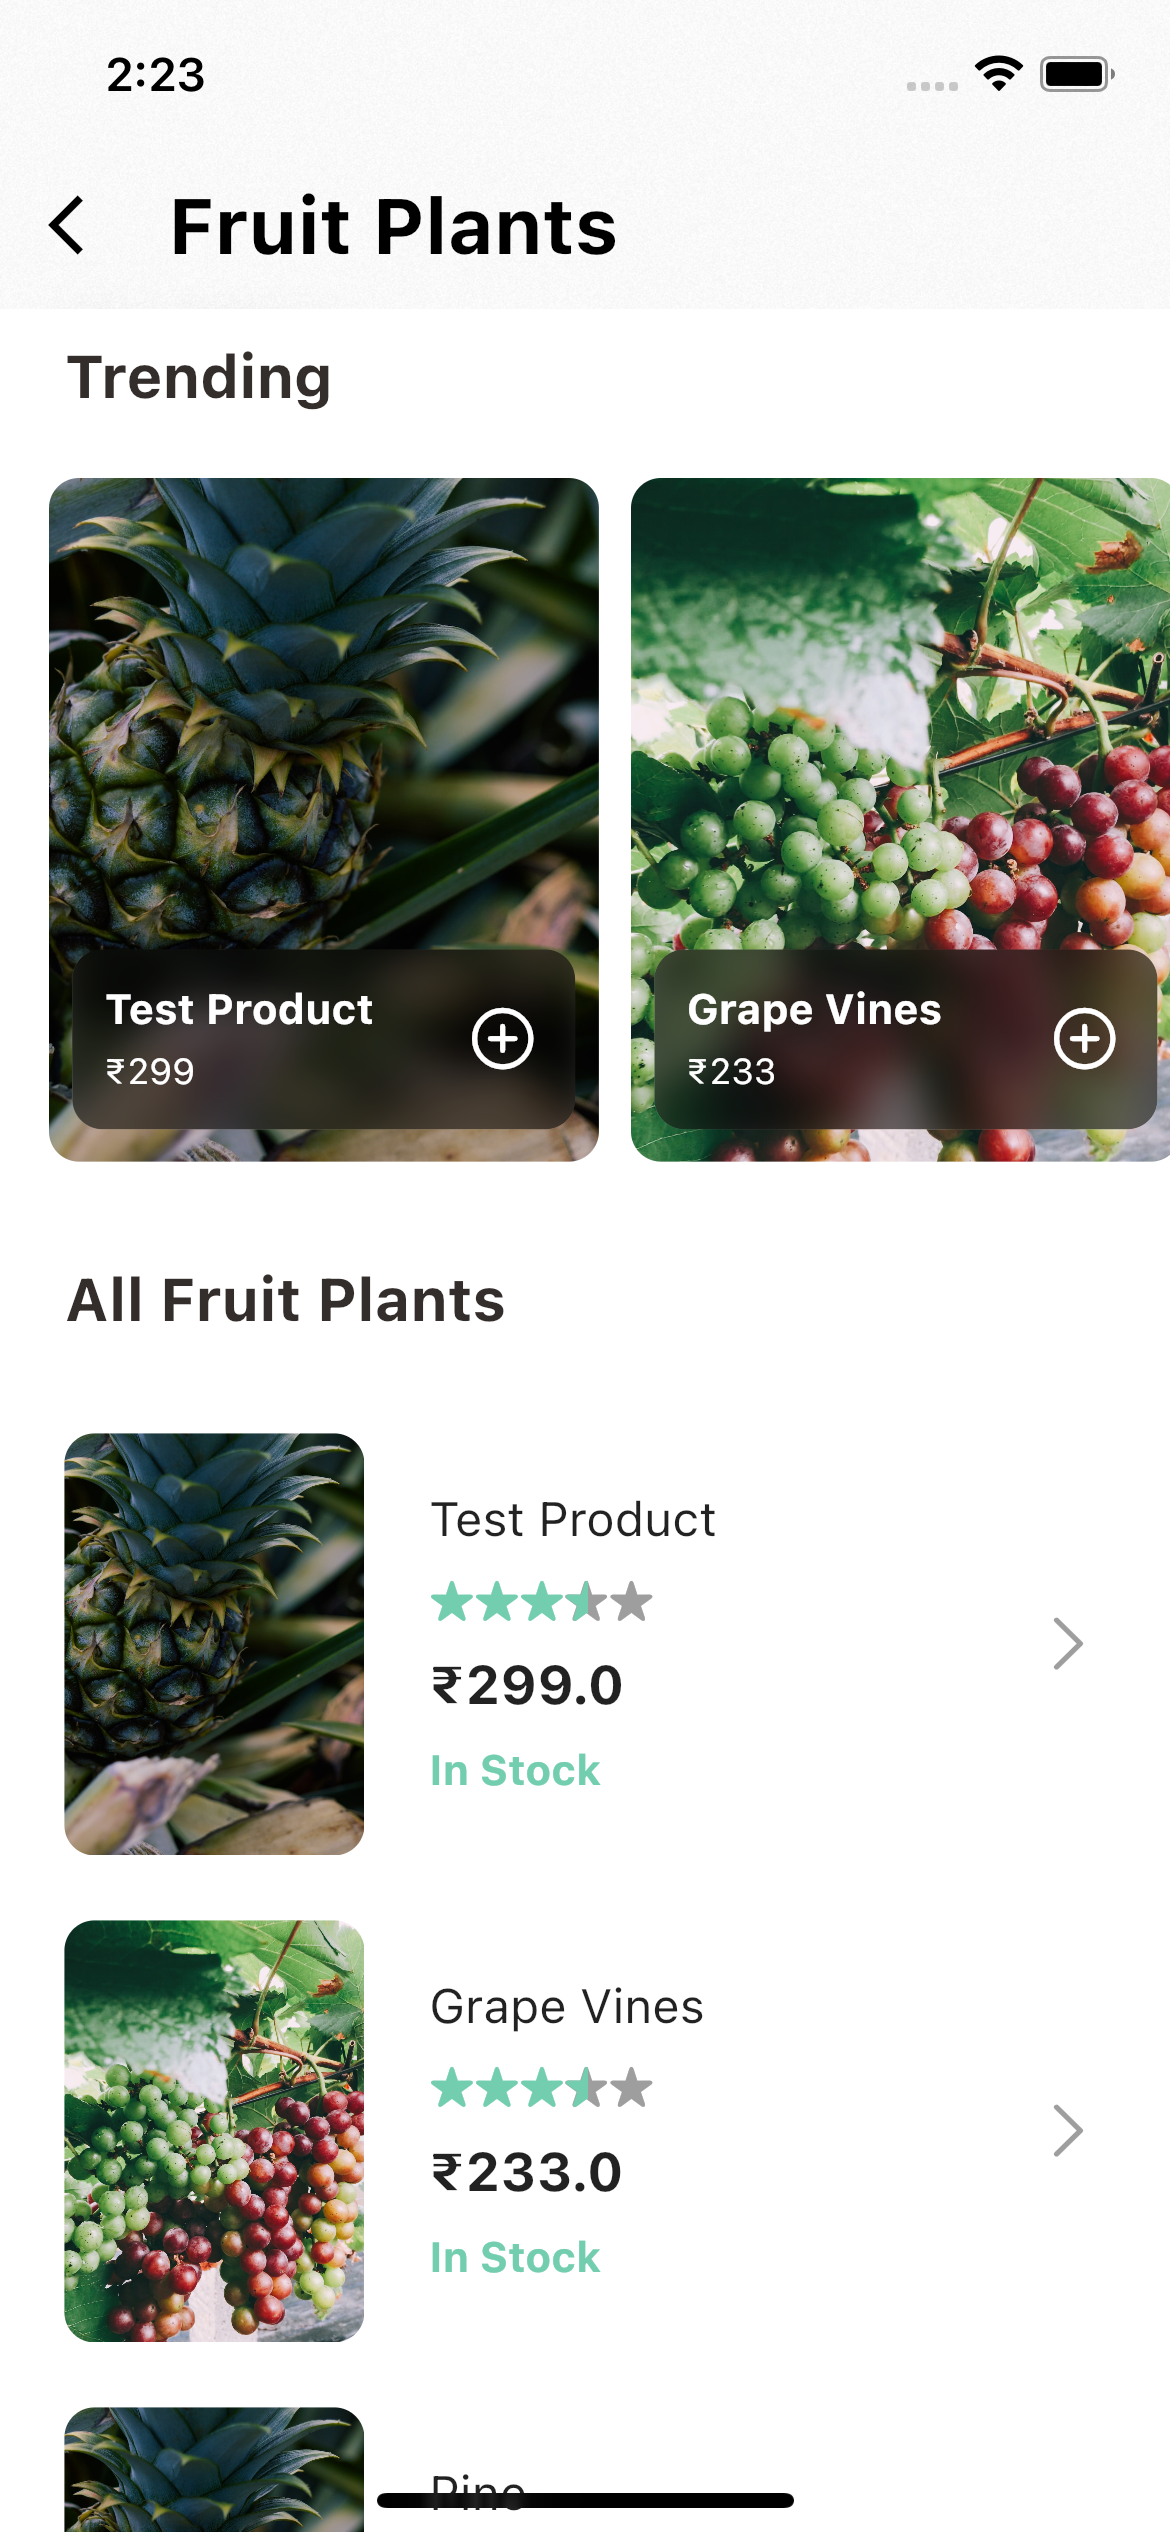 2:23
Fruit Plants
Trending
Test Product
₹299
Grape Vines
₹233
All Fruit Plants
Test Product
₹299.0
In Stock
Grape Vines
₹233.0
In Stock
Pine